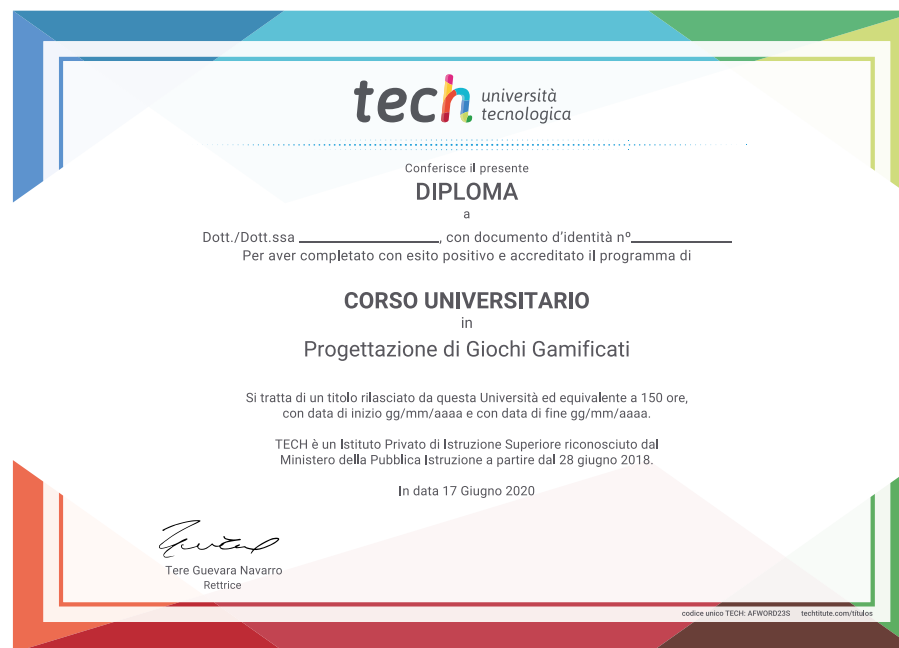 tech università
tecnologica
Conferisce il presente
DIPLOMA
a
Dott./Dott.ssa ____________________, con documento d'identità nº______________
Per aver completato con esito positivo e accreditato il programma di
CORSO UNIVERSITARIO
in
Progettazione di Giochi Gamificati
Si tratta di un titolo rilasciato da questa Università ed equivalente a 150 ore,
con data di inizio gg/mm/aaaa e con data di fine gg/mm/aaaa.
TECH è un Istituto Privato di Istruzione Superiore riconosciuto dal
Ministero della Pubblica Istruzione a partire dal 28 giugno 2018.
In data 17 Giugno 2020
Tere Guevara Navarro
Rettrice
codice unico TECH: AFWORD23S techtitute.com/títulos